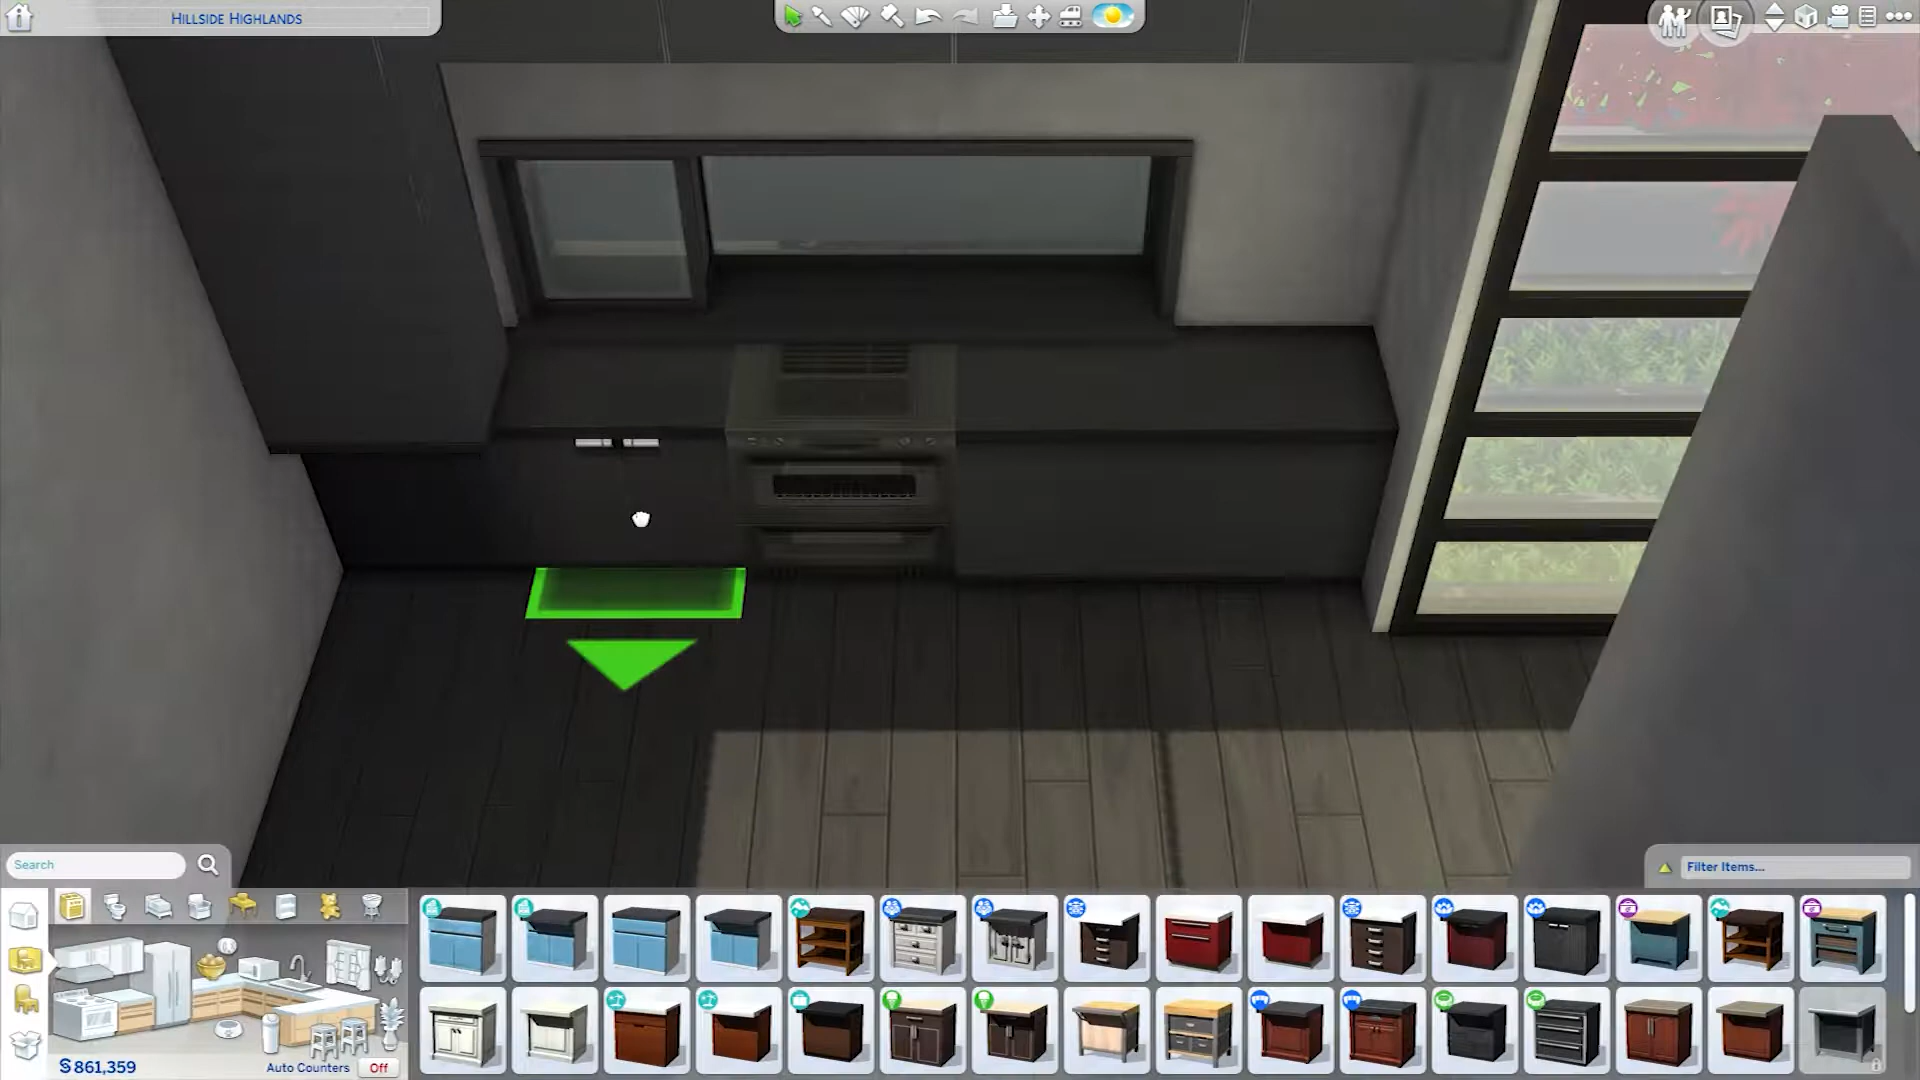 Hillside Highlands
Search
Filter Items...
§861,359
Auto Counters Off